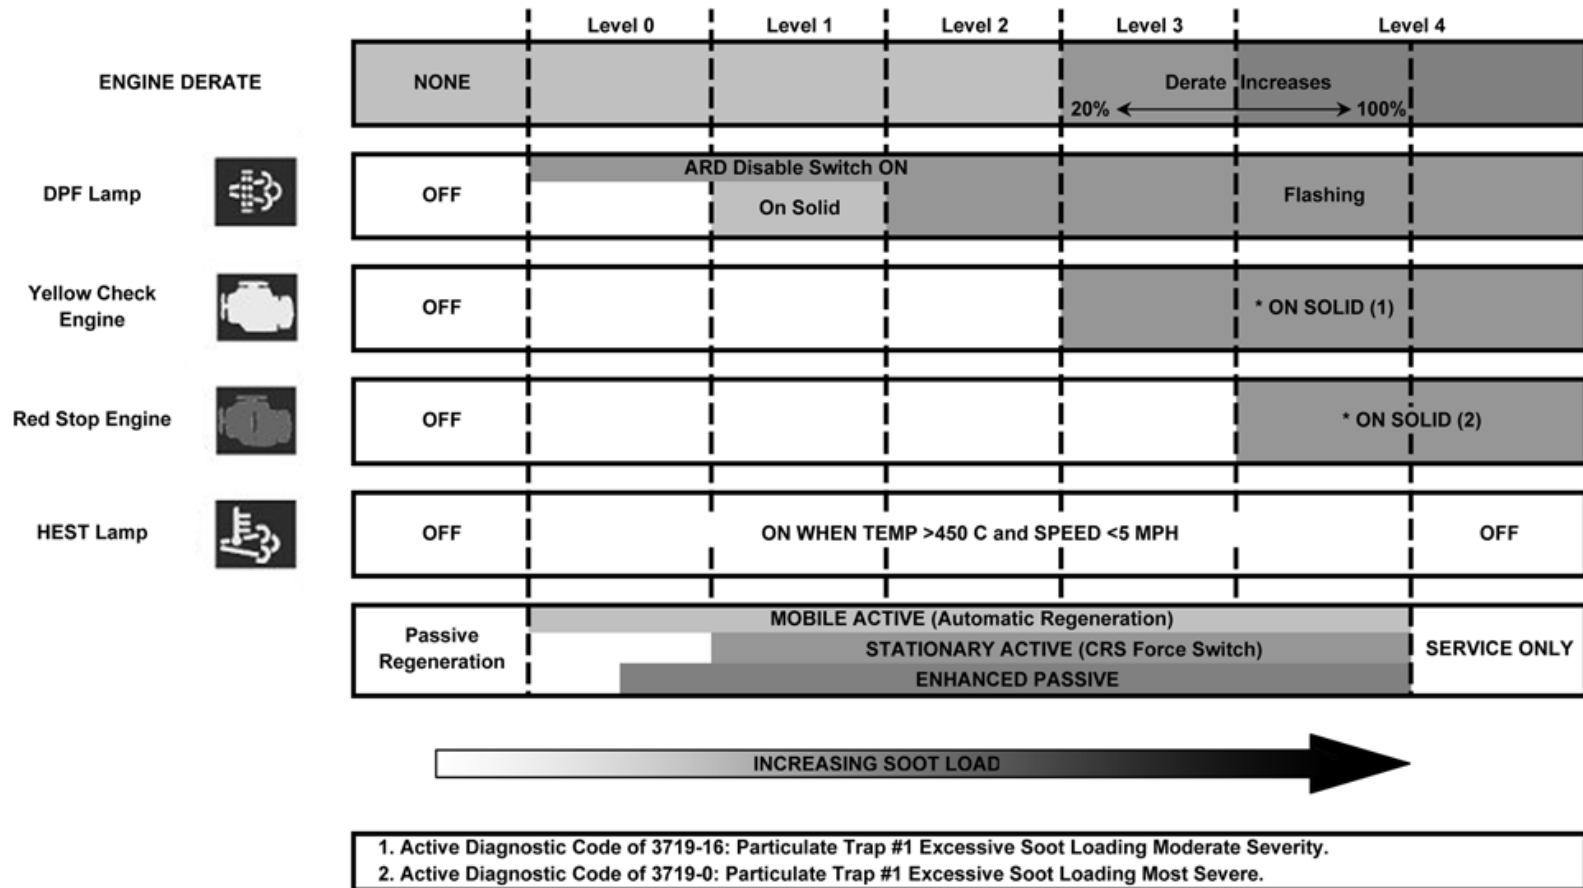 Level 0 Level 1 Level 2 Level 3 Level 4
ENGINE DERATE NONE Derate Increases
20% 100%
ARD Disable Switch ON
DPF Lamp OFF On Solid Flashing
Yellow Check
Engine
OFF * ON SOLID (1)
Red Stop Engine OFF * ON SOLID (2)
HEST Lamp OFF ON WHEN TEMP >450 C and SPEED <5 MPH OFF
Passive
Regeneration
MOBILE ACTIVE (Automatic Regeneration)
STATIONARY ACTIVE (CRS Force Switch)
ENHANCED PASSIVE
SERVICE ONLY
INCREASING SOOT LOAD
1. Active Diagnostic Code of 3719-16: Particulate Trap #1 Excessive Soot Loading Moderate Severity.
2. Active Diagnostic Code of 3719-0: Particulate Trap #1 Excessive Soot Loading Most Severe.